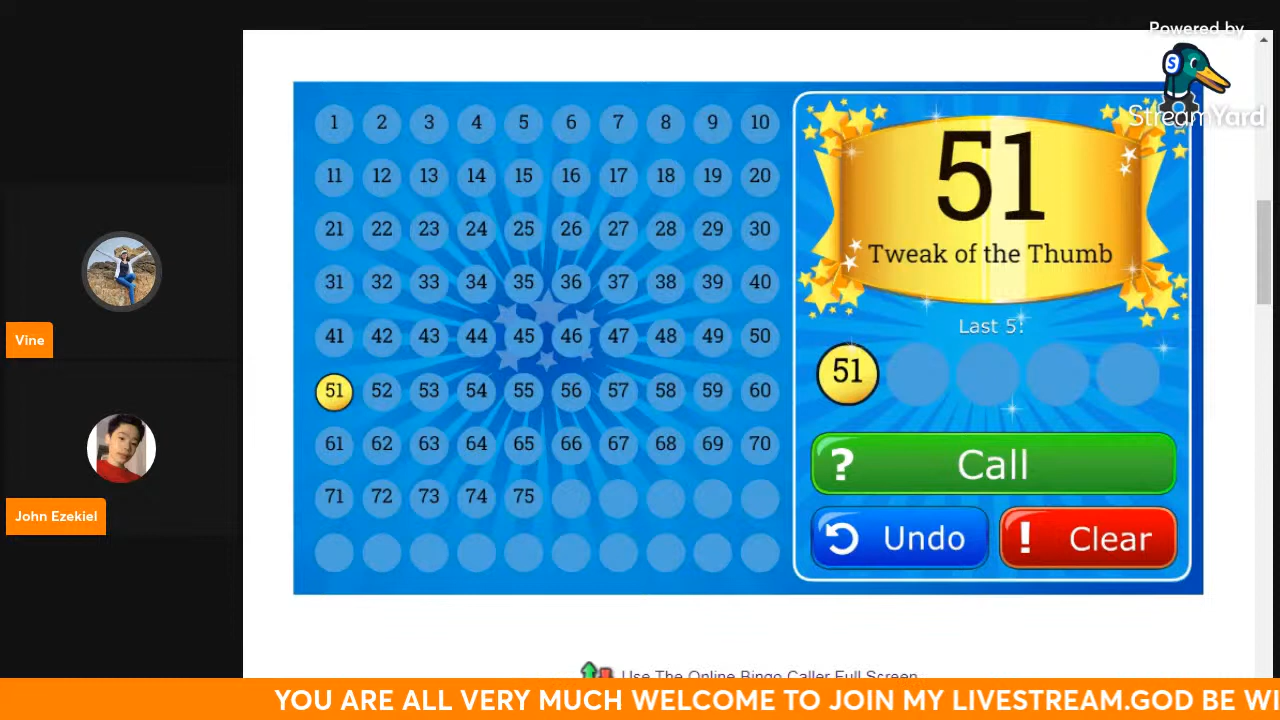 Powered by
StreamYard
1 2 3 4 5 6 7 8 9 10
11 12 13 14 15 16 17 18 19 20
21 22 23 24 25 26 27 28 29 30
31 32 33 34 35 36 37 38 39 40
41 42 43 44 45 46 47 48 49 50
51 52 53 54 55 56 57 58 59 60
61 62 63 64 65 66 67 68 69 70
71 72 73 74 75
51
Tweak of the Thumb
Last 5:
51
? Call
Undo
! Clear
Vine
John Ezekiel
Use The Online Bingo Caller Full Screen
YOU ARE ALL VERY MUCH WELCOME TO JOIN MY LIVESTREAM.GOD BE WI